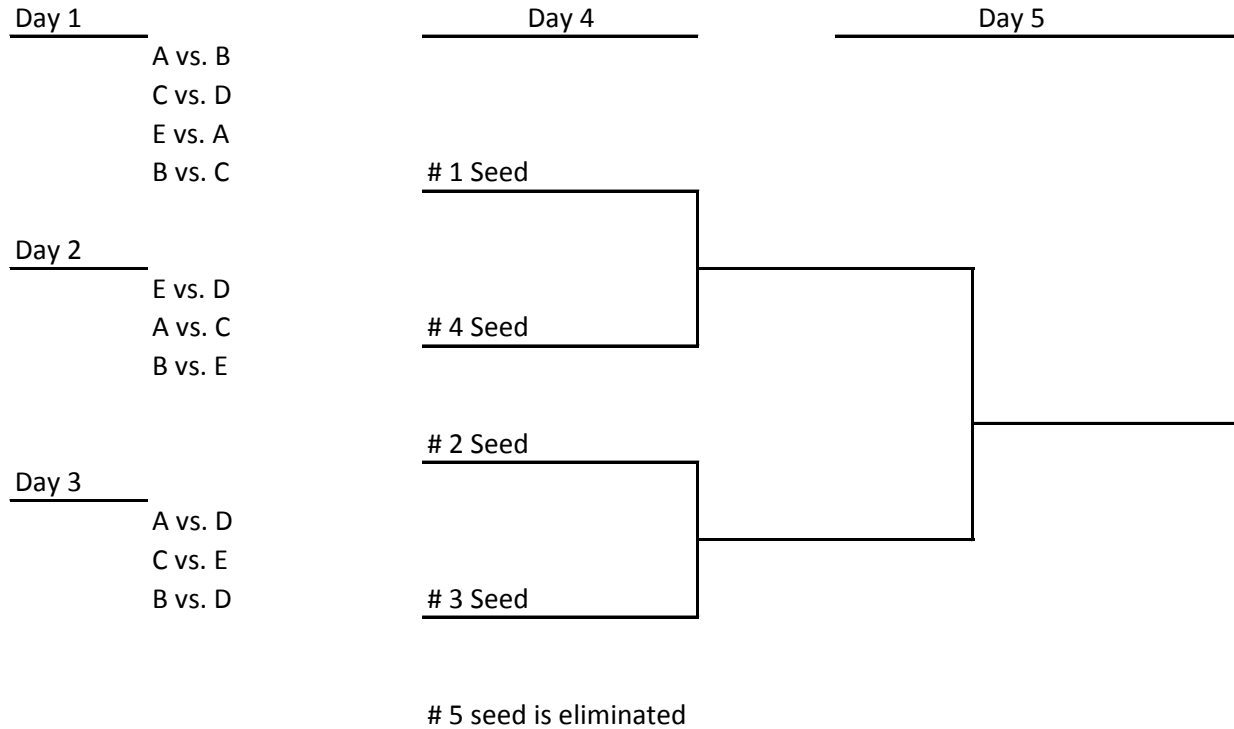 Day 1
A vs. B
C vs. D
E vs. A
B vs. C
Day 2
E vs. D
A vs. C
B vs. E
Day 3
A vs. D
C vs. E
B vs. D
Day 4
# 1 Seed
# 4 Seed
# 2 Seed
# 3 Seed
# 5 seed is eliminated
Day 5